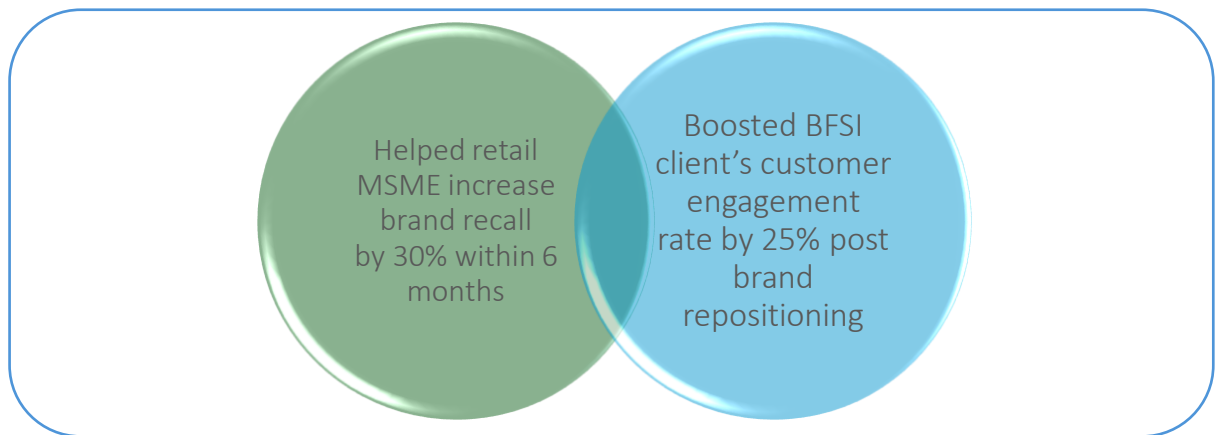 Helped retail
MSME increase
brand recall
by 30% within 6
months
Boosted BFSI
client’s customer
engagement
rate by 25% post
brand
repositioning